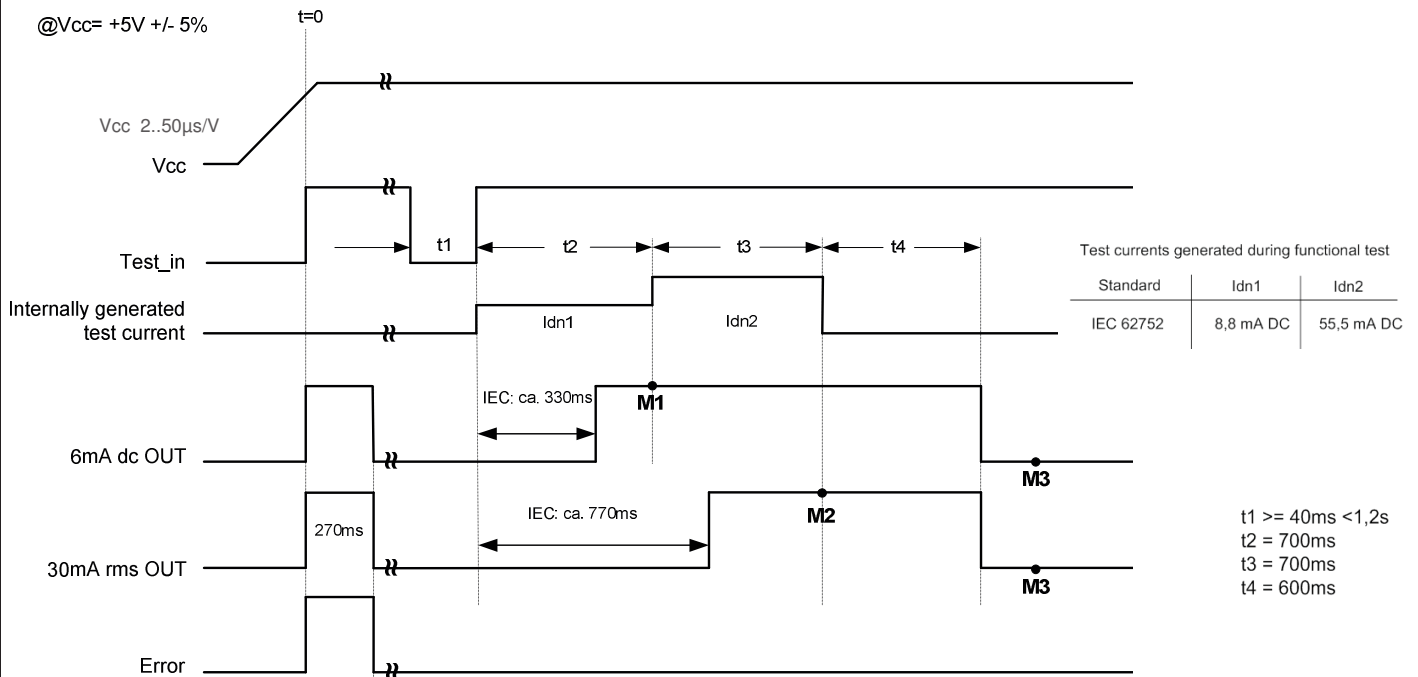 @Vcc= +5V +/- 5%
t=0
Vcc 2..50µs/V
Vcc
t1
t2
t3
t4
Test_in
Test currents generated during functional test
Standard Idn1 Idn2
IEC 62752 8,8 mA DC 55,5 mA DC
Internally generated
test current
Idn1
Idn2
IEC: ca. 330ms
M1
6mA dc OUT
M3
IEC: ca. 770ms
M2
270ms
30mA rms OUT
M3
t1 >= 40ms <1,2s
t2 = 700ms
t3 = 700ms
t4 = 600ms
Error